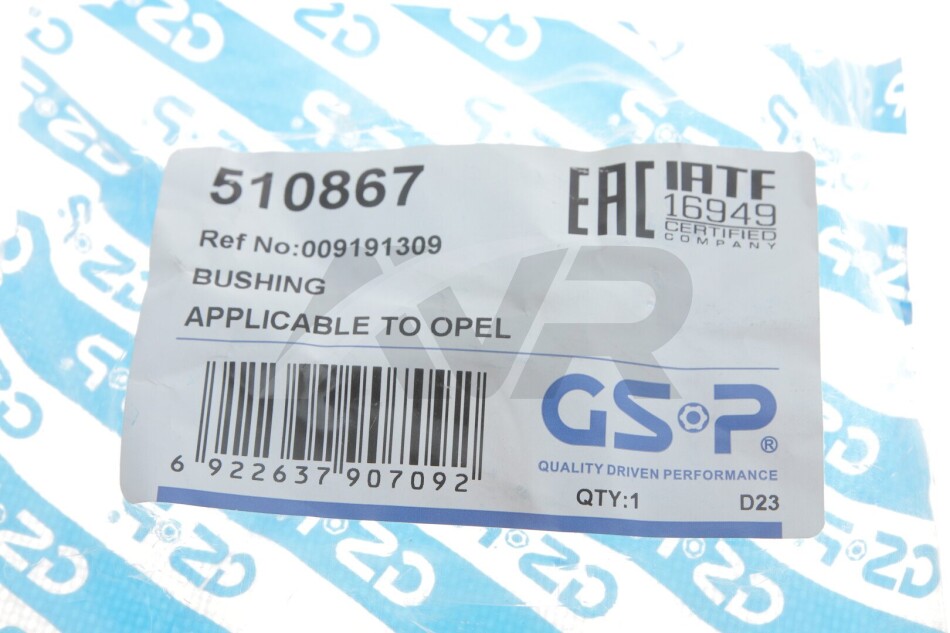 510867
EAC
IATF
16949
CERTIFIED
COMPANY
Ref No:009191309
BUSHING
APPLICABLE TO OPEL
AVR
GSP®
QUALITY DRIVEN PERFORMANCE
6 922637 907092
QTY:1
D23